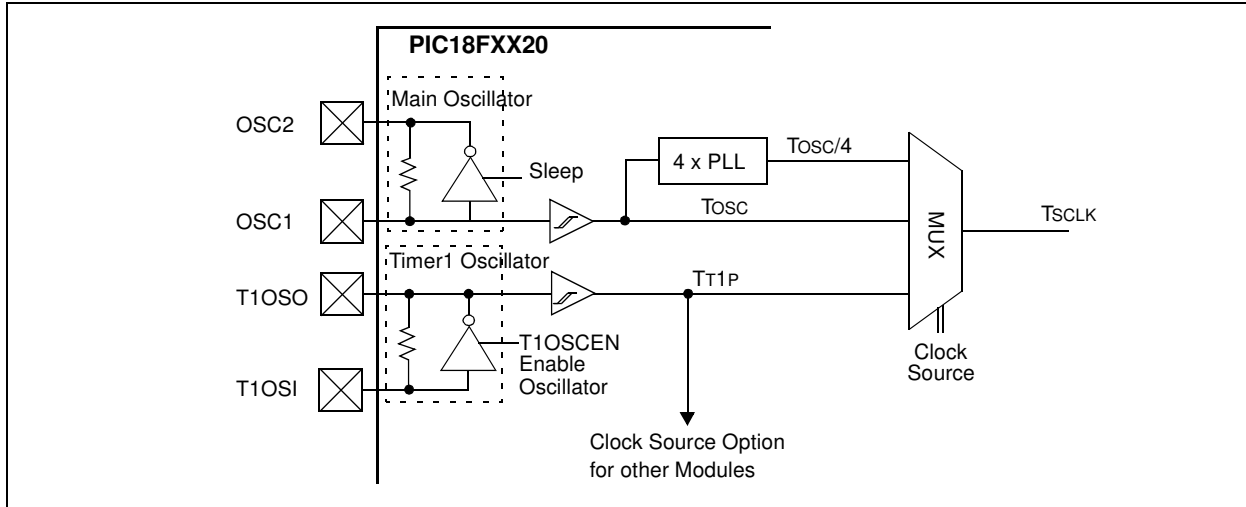 PIC18FXX20
Main Oscillator
OSC2
4 x PLL
TOSC/4
Sleep
OSC1
TOSC
MUX
TSCLK
Timer1 Oscillator
T1OSO
TT1P
T1OSCEN
Enable
Oscillator
Clock
Source
T1OSI
Clock Source Option
for other Modules